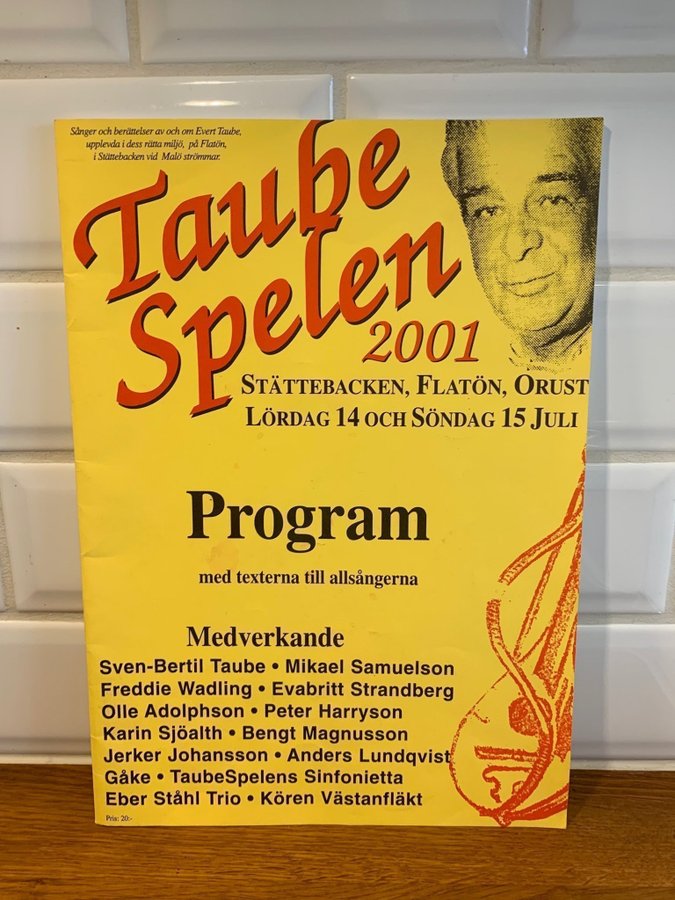 Sånger och berättelser av och om Evert Taube,
upplevda i dess rätta miljö, på Flatön,
i Stättebacken vid Malö strömmar.
Taube
Spelen
2001
STÄTTEBACKEN, FLATÖN, ORUST
LÖRDAG 14 OCH SÖNDAG 15 JULI
Program
med texterna till allsångerna
Medverkande
Sven-Bertil Taube • Mikael Samuelson
Freddie Wadling • Evabritt Strandberg
Olle Adolphson • Peter Harryson
Karin Sjöalth • Bengt Magnusson
Jerker Johansson • Anders Lundqvist
Gåke • TaubeSpelens Sinfonietta
Eber Ståhl Trio • Kören Västanfläkt
Pris: 20:-